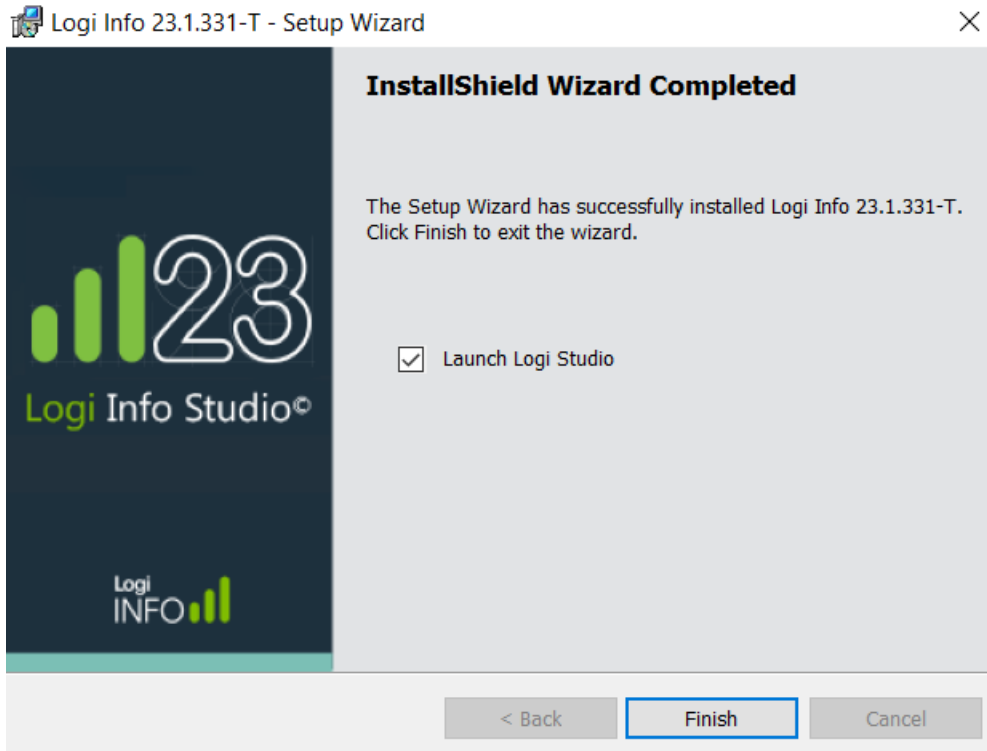 Logi Info 23.1.331-T - Setup Wizard
InstallShield Wizard Completed
The Setup Wizard has successfully installed Logi Info 23.1.331-T.
Click Finish to exit the wizard.
23
Launch Logi Studio
Logi Info Studio©
Logi
INFO
< Back
Finish
Cancel